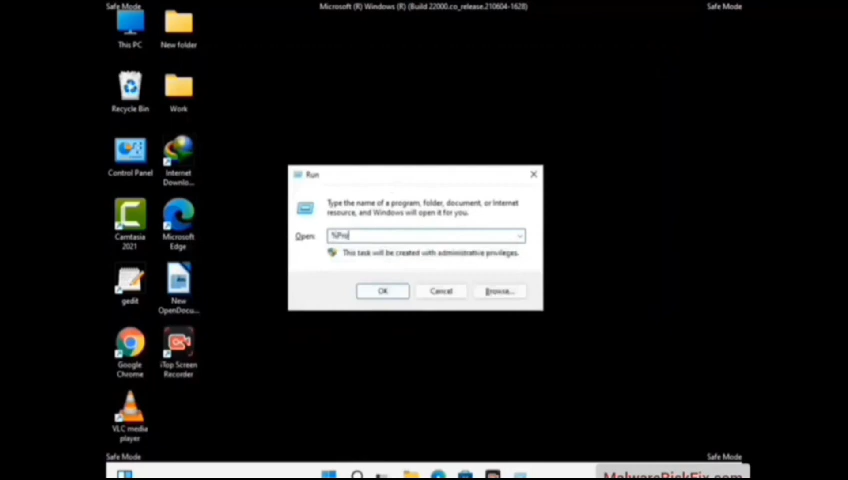 Safe Mode
Microsoft (R) Windows (R) (Build 22000.co_release.210604-1628)
Safe Mode
This PC
New folder
Recycle Bin
Work
Control Panel
Internet
Downlo...
Camtasia
2021
Microsoft
Edge
gedit
New
OpenDocu...
Google
Chrome
iTop Screen
Recorder
VLC media
player
Run
Type the name of a program, folder, document, or Internet
resource, and Windows will open it for you.
Open:
This task will be created with administrative privileges.
OK
Cancel
Browse...
Safe Mode
Safe Mode
MalwareRiskFix.com